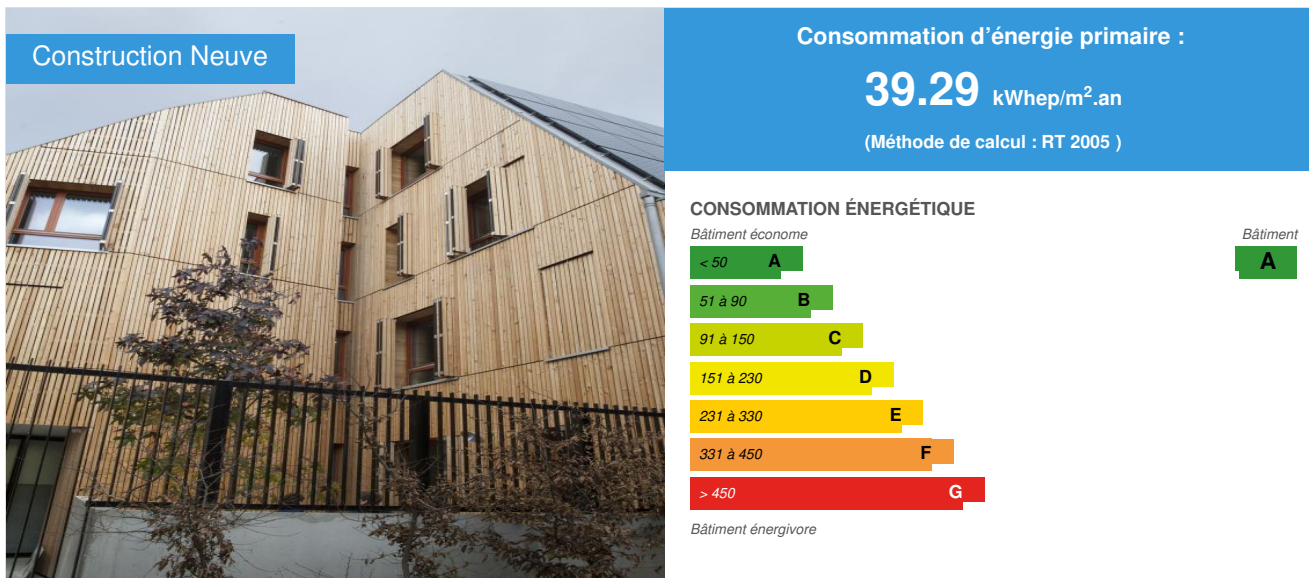 Construction Neuve
Consommation d'énergie primaire :
39.29 kWhep/m².an
(Méthode de calcul : RT 2005 )
CONSOMMATION ÉNERGÉTIQUE
Bâtiment économe
Bâtiment
< 50 A
A
51 à 90 B
91 à 150 C
151 à 230 D
231 à 330 E
331 à 450 F
> 450 G
Bâtiment énergivore